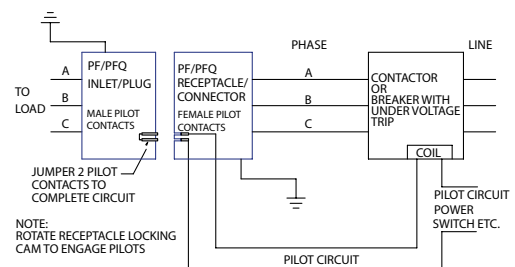 PHASE
LINE
TO
LOAD
A
B
C
PF/PFQ
INLET/PLUG
MALE PILOT
CONTACTS
PF/PFQ
RECEPTACLE/
CONNECTOR
FEMALE PILOT
CONTACTS
A
B
C
CONTACTOR
OR
BREAKER WITH
UNDER VOLTAGE
TRIP
COIL
JUMPER 2 PILOT
CONTACTS TO
COMPLETE CIRCUIT
NOTE:
ROTATE RECEPTACLE LOCKING
CAM TO ENGAGE PILOTS
PILOT CIRCUIT
POWER
SWITCH ETC.
PILOT CIRCUIT